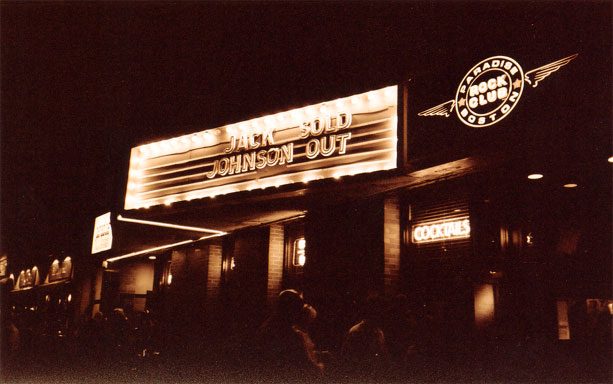 JACK SOLD
JOHNSON OUT
PARADISE
ROCK
CLUB
BOSTON
COCKTAILS